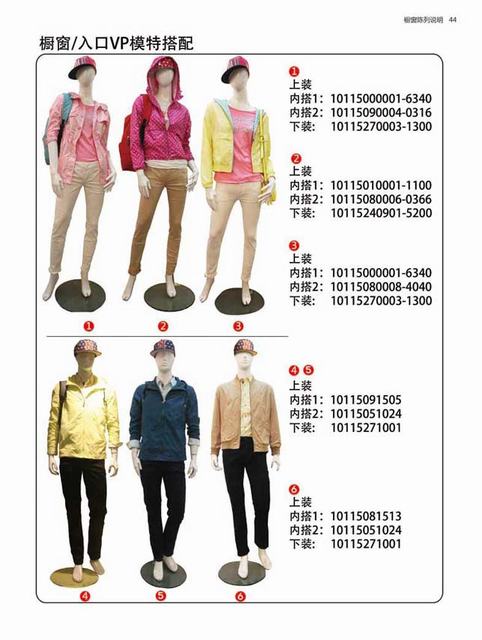 橱窗陈列说明 44
橱窗/入口VP模特搭配
1
上装
内搭1: 10115000001-6340
内搭2: 10115090004-0316
下装: 10115270003-1300
2
上装
内搭1: 10115010001-1100
内搭2: 10115080006-0366
下装: 10115240901-5200
3
上装
内搭1: 10115000001-6340
内搭2: 10115080008-4040
下装: 10115270003-1300
1 2 3
4 5
上装
内搭1: 10115091505
内搭2: 10115051024
下装: 10115271001
6
上装
内搭1: 10115081513
内搭2: 10115051024
下装: 10115271001
4 5 6